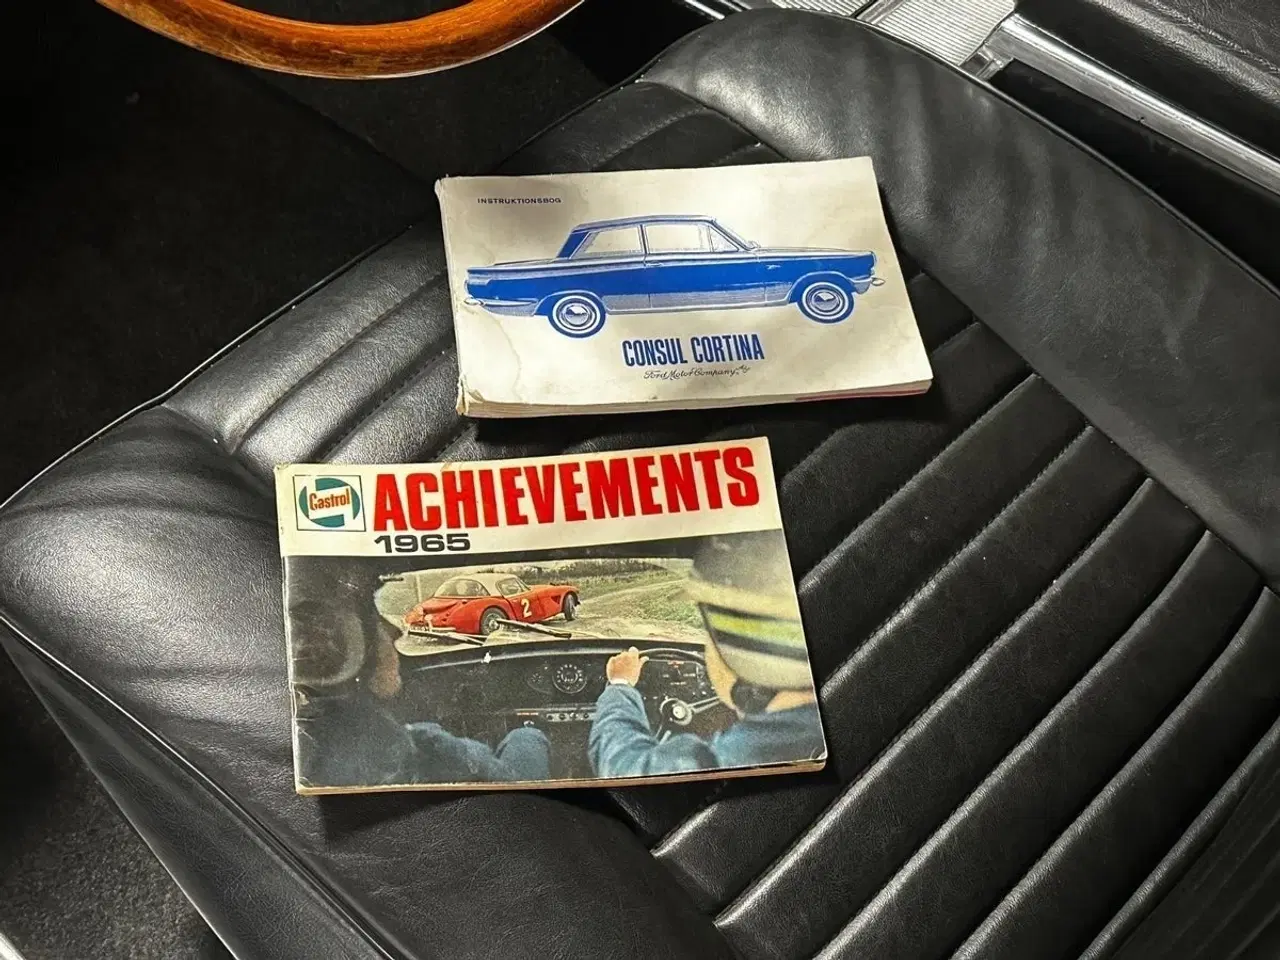 INSTRUKTIONSBOG
CONSUL CORTINA
Ford Motor Company A/S
Castrol
ACHIEVEMENTS
1965
2